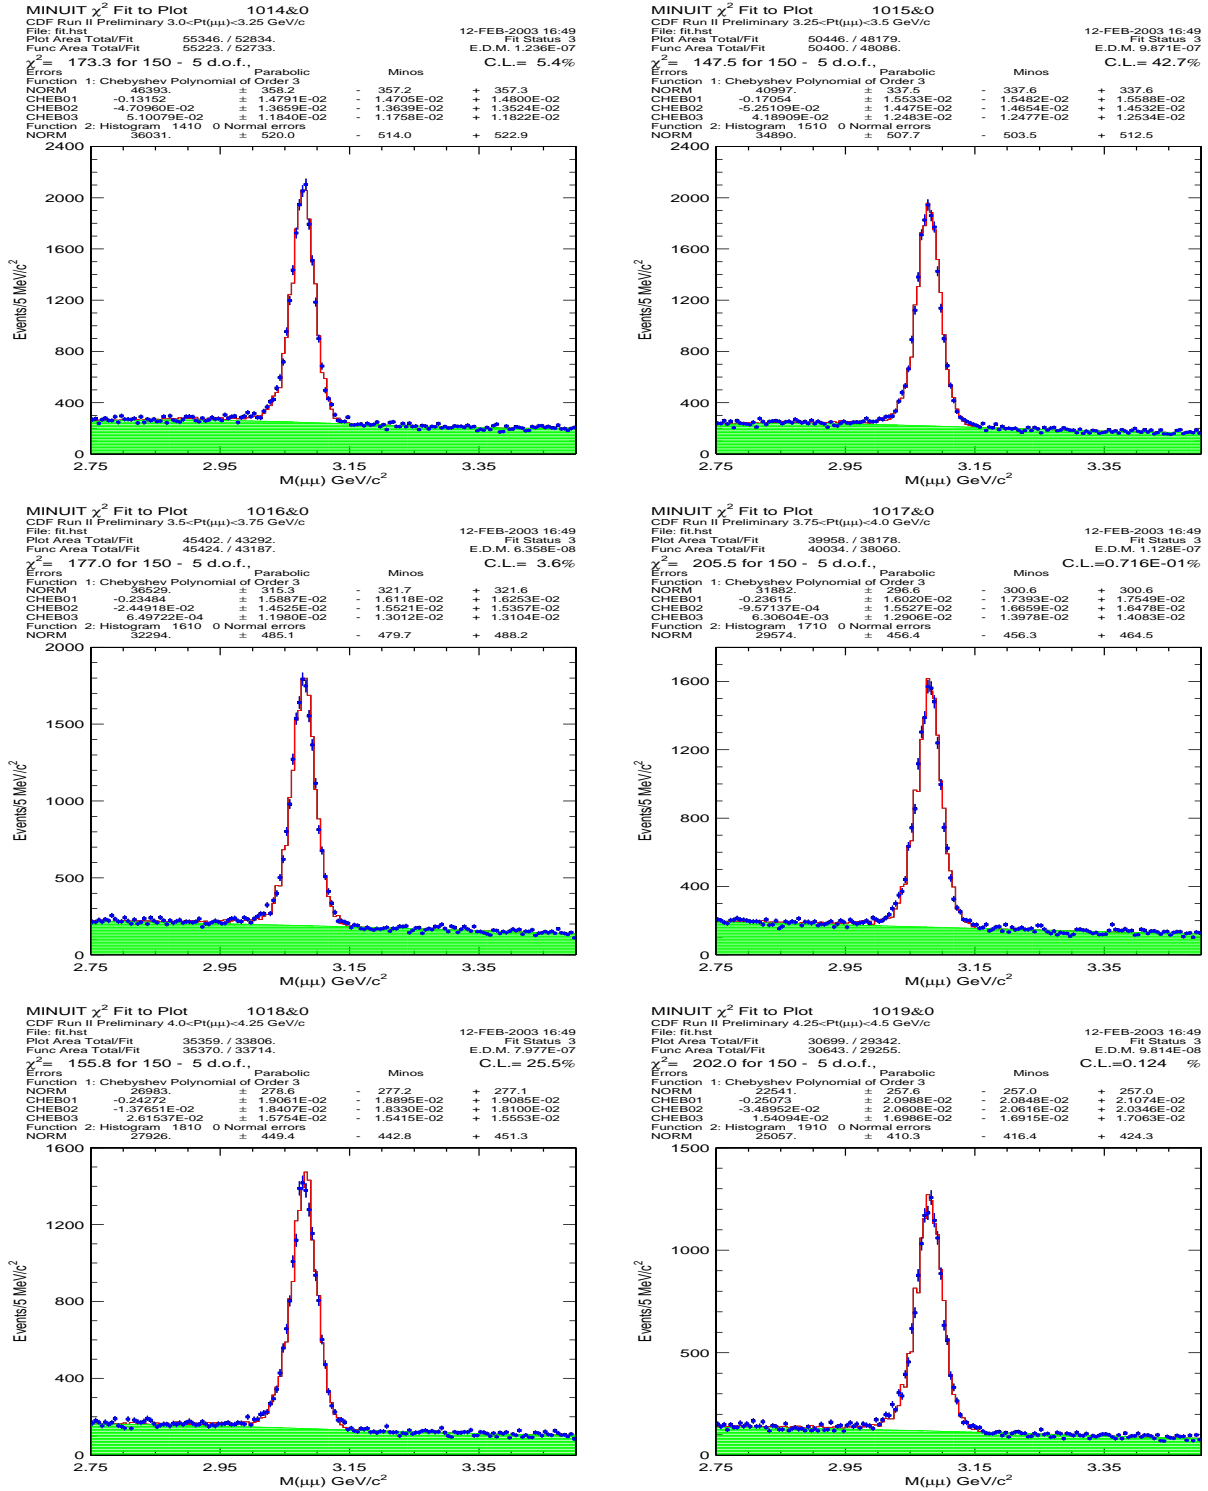 MINUIT χ² Fit to Plot 1014&0
CDF Run II Preliminary 3.0<Pt(μμ)<3.25 GeV/c
File: fit.hst 12-FEB-2003 16:49
Plot Area Total/Fit 55346. / 52834. Fit Status 3
Func Area Total/Fit 55223. / 52733. E.D.M. 1.236E-07
χ²= 173.3 for 150 - 5 d.o.f., C.L.= 5.4%
Errors Parabolic Minos
Function 1: Chebyshev Polynomial of Order 3
NORM 46393. ± 358.2 - 357.2 + 357.3
CHEB01 -0.13152 ± 1.4791E-02 - 1.4705E-02 + 1.4800E-02
CHEB02 -4.70960E-02 ± 1.3659E-02 - 1.3639E-02 + 1.3524E-02
CHEB03 5.10079E-02 ± 1.1840E-02 - 1.1758E-02 + 1.1822E-02
Function 2: Histogram 1410 0 Normal errors
NORM 36031. ± 520.0 - 514.0 + 522.9
2400
2000
1600
1200
800
400
0
Events/5 MeV/c²
2.75 2.95 3.15 3.35
M(μμ) GeV/c²
MINUIT χ² Fit to Plot 1015&0
CDF Run II Preliminary 3.25<Pt(μμ)<3.5 GeV/c
File: fit.hst 12-FEB-2003 16:49
Plot Area Total/Fit 50446. / 48179. Fit Status 3
Func Area Total/Fit 50400. / 48086. E.D.M. 9.871E-07
χ²= 147.5 for 150 - 5 d.o.f., C.L.= 42.7%
Errors Parabolic Minos
Function 1: Chebyshev Polynomial of Order 3
NORM 40997. ± 337.5 - 337.6 + 337.6
CHEB01 -0.17054 ± 1.5533E-02 - 1.5482E-02 + 1.5588E-02
CHEB02 -5.25109E-02 ± 1.4475E-02 - 1.4654E-02 + 1.4532E-02
CHEB03 4.18909E-02 ± 1.2483E-02 - 1.2477E-02 + 1.2534E-02
Function 2: Histogram 1510 0 Normal errors
NORM 34890. ± 507.7 - 503.5 + 512.5
2400
2000
1600
1200
800
400
0
Events/5 MeV/c²
2.75 2.95 3.15 3.35
M(μμ) GeV/c²
MINUIT χ² Fit to Plot 1016&0
CDF Run II Preliminary 3.5<Pt(μμ)<3.75 GeV/c
File: fit.hst 12-FEB-2003 16:49
Plot Area Total/Fit 45402. / 43292. Fit Status 3
Func Area Total/Fit 45424. / 43187. E.D.M. 6.358E-08
χ²= 177.0 for 150 - 5 d.o.f., C.L.= 3.6%
Errors Parabolic Minos
Function 1: Chebyshev Polynomial of Order 3
NORM 36529. ± 315.3 - 321.7 + 321.6
CHEB01 -0.23484 ± 1.5887E-02 - 1.6118E-02 + 1.6253E-02
CHEB02 -2.44918E-02 ± 1.4525E-02 - 1.5521E-02 + 1.5357E-02
CHEB03 6.49722E-04 ± 1.1980E-02 - 1.3012E-02 + 1.3104E-02
Function 2: Histogram 1610 0 Normal errors
NORM 32294. ± 485.1 - 479.7 + 488.2
2000
1500
1000
500
0
Events/5 MeV/c²
2.75 2.95 3.15 3.35
M(μμ) GeV/c²
MINUIT χ² Fit to Plot 1017&0
CDF Run II Preliminary 3.75<Pt(μμ)<4.0 GeV/c
File: fit.hst 12-FEB-2003 16:49
Plot Area Total/Fit 39958. / 38178. Fit Status 3
Func Area Total/Fit 40034. / 38060. E.D.M. 1.128E-07
χ²= 205.5 for 150 - 5 d.o.f., C.L.=0.716E-01%
Errors Parabolic Minos
Function 1: Chebyshev Polynomial of Order 3
NORM 31882. ± 296.6 - 300.6 + 300.6
CHEB01 -0.23615 ± 1.6020E-02 - 1.7393E-02 + 1.7549E-02
CHEB02 -9.57137E-04 ± 1.5527E-02 - 1.6659E-02 + 1.6478E-02
CHEB03 6.30604E-03 ± 1.2906E-02 - 1.3978E-02 + 1.4083E-02
Function 2: Histogram 1710 0 Normal errors
NORM 29574. ± 456.4 - 456.3 + 464.5
1600
1200
800
400
0
Events/5 MeV/c²
2.75 2.95 3.15 3.35
M(μμ) GeV/c²
MINUIT χ² Fit to Plot 1018&0
CDF Run II Preliminary 4.0<Pt(μμ)<4.25 GeV/c
File: fit.hst 12-FEB-2003 16:49
Plot Area Total/Fit 35359. / 33806. Fit Status 3
Func Area Total/Fit 35370. / 33714. E.D.M. 7.977E-07
χ²= 155.8 for 150 - 5 d.o.f., C.L.= 25.5%
Errors Parabolic Minos
Function 1: Chebyshev Polynomial of Order 3
NORM 26983. ± 278.6 - 277.2 + 277.1
CHEB01 -0.24272 ± 1.9061E-02 - 1.8895E-02 + 1.9085E-02
CHEB02 -1.37651E-02 ± 1.8407E-02 - 1.8330E-02 + 1.8100E-02
CHEB03 2.61537E-02 ± 1.5754E-02 - 1.5415E-02 + 1.5553E-02
Function 2: Histogram 1810 0 Normal errors
NORM 27926. ± 449.4 - 442.8 + 451.3
1600
1200
800
400
0
Events/5 MeV/c²
2.75 2.95 3.15 3.35
M(μμ) GeV/c²
MINUIT χ² Fit to Plot 1019&0
CDF Run II Preliminary 4.25<Pt(μμ)<4.5 GeV/c
File: fit.hst 12-FEB-2003 16:49
Plot Area Total/Fit 30699. / 29342. Fit Status 3
Func Area Total/Fit 30643. / 29255. E.D.M. 9.814E-08
χ²= 202.0 for 150 - 5 d.o.f., C.L.=0.124 %
Errors Parabolic Minos
Function 1: Chebyshev Polynomial of Order 3
NORM 22541. ± 257.6 - 257.0 + 257.0
CHEB01 -0.25073 ± 2.0988E-02 - 2.0848E-02 + 2.1074E-02
CHEB02 -3.48952E-02 ± 2.0608E-02 - 2.0616E-02 + 2.0346E-02
CHEB03 1.54094E-02 ± 1.6986E-02 - 1.6915E-02 + 1.7063E-02
Function 2: Histogram 1910 0 Normal errors
NORM 25057. ± 410.3 - 416.4 + 424.3
1500
1000
500
0
Events/5 MeV/c²
2.75 2.95 3.15 3.35
M(μμ) GeV/c²